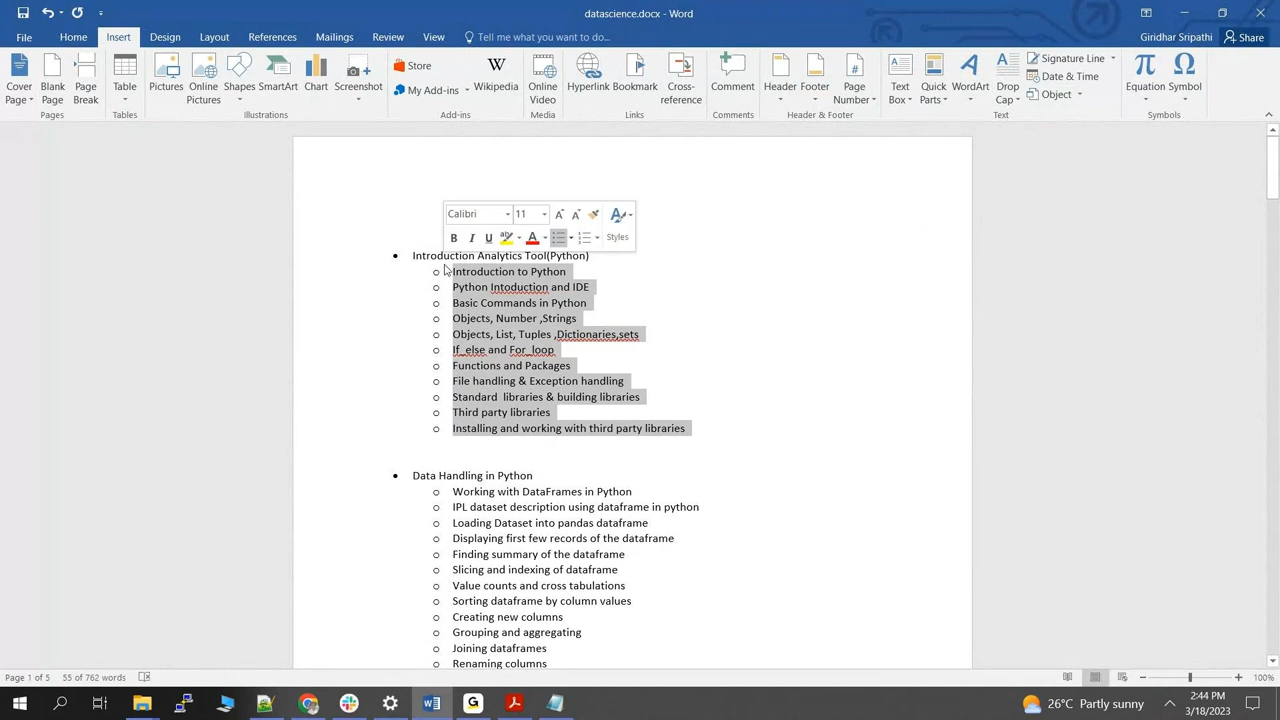 datascience.docx - Word
File Home Insert Design Layout References Mailings Review View Tell me what you want to do... Giridhar Sripathi Share
Cover Page Blank Page Page Break
Table
Pictures Online Pictures Shapes SmartArt Chart Screenshot
Store
My Add-ins
Wikipedia
Online Video
Hyperlink Bookmark Cross-reference
Comment
Header Footer Page Number
Text Box Quick Parts WordArt Drop Cap
Signature Line
Date & Time
Object
Equation Symbol
Pages Tables Illustrations Add-ins Media Links Comments Header & Footer Text Symbols
Calibri 11
B I U ab A Styles
• Introduction Analytics Tool(Python)
o Introduction to Python
o Python Intoduction and IDE
o Basic Commands in Python
o Objects, Number ,Strings
o Objects, List, Tuples ,Dictionaries,sets
o If_else and For_loop
o Functions and Packages
o File handling & Exception handling
o Standard  libraries & building libraries
o Third party libraries
o Installing and working with third party libraries
• Data Handling in Python
o Working with DataFrames in Python
o IPL dataset description using dataframe in python
o Loading Dataset into pandas dataframe
o Displaying first few records of the dataframe
o Finding summary of the dataframe
o Slicing and indexing of dataframe
o Value counts and cross tabulations
o Sorting dataframe by column values
o Creating new columns
o Grouping and aggregating
o Joining dataframes
o Renaming columns
Page 1 of 5 55 of 762 words 100%
26°C Partly sunny
2:44 PM
3/18/2023